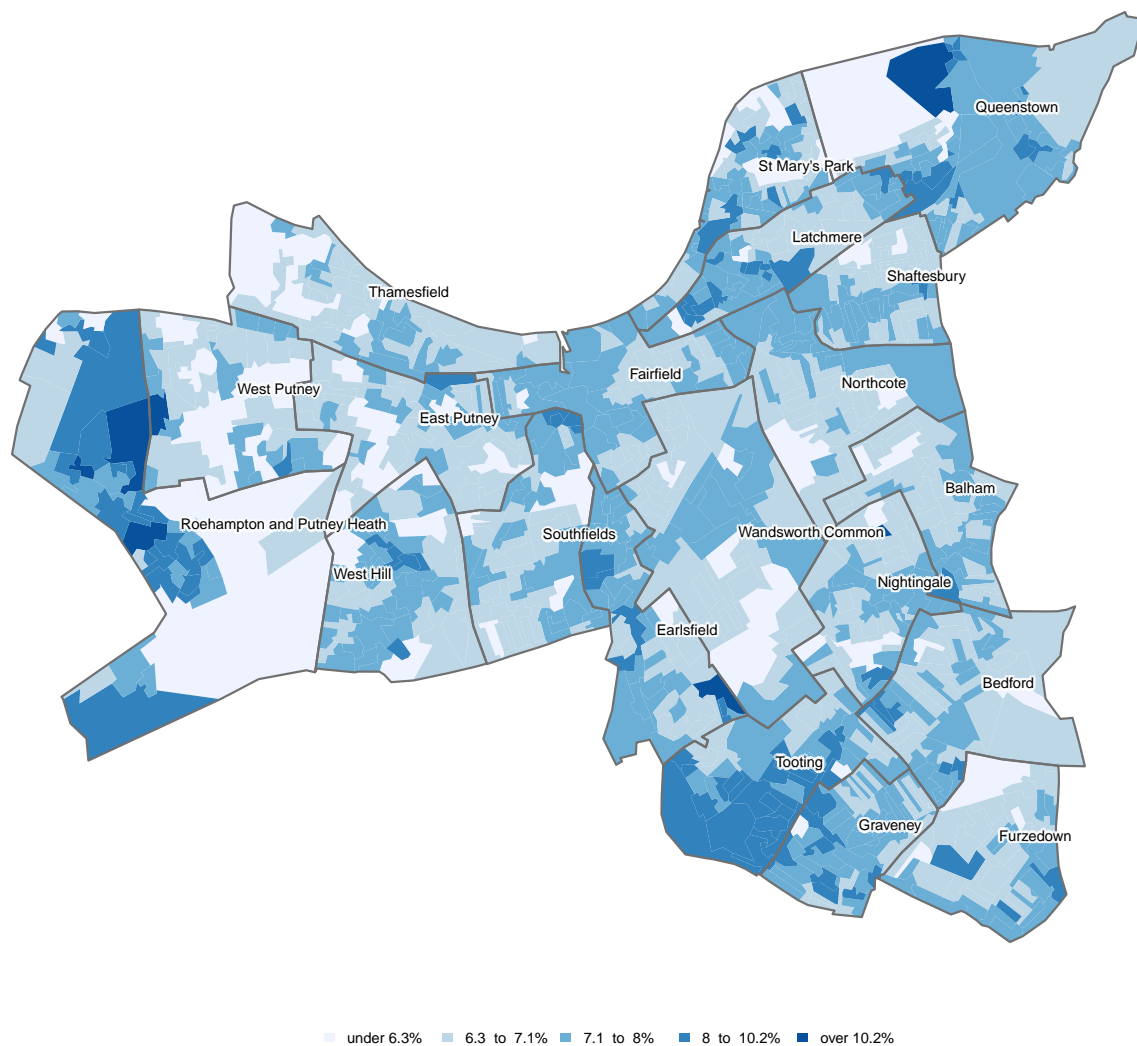 Queenstown
St Mary's Park
Latchmere
Shaftesbury
Thamesfield
Fairfield
Northcote
West Putney
East Putney
Balham
Roehampton and Putney Heath
Southfields
Wandsworth Common
West Hill
Nightingale
Earlsfield
Bedford
Tooting
Graveney
Furzedown
under 6.3% 6.3 to 7.1% 7.1 to 8% 8 to 10.2% over 10.2%